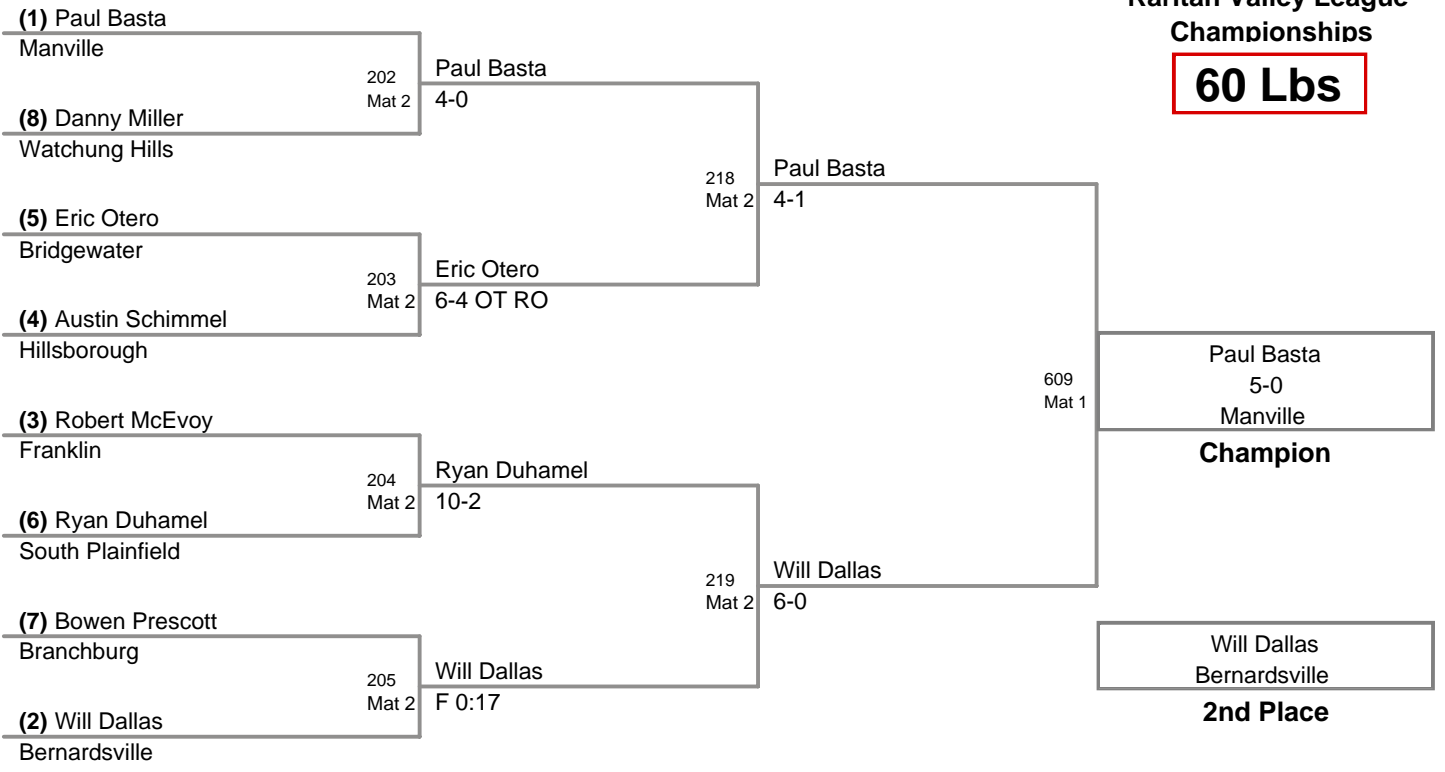 Raritan Valley League
Championships
60 Lbs
(1) Paul Basta
Manville
202
Mat 2
Paul Basta
4-0
(8) Danny Miller
Watchung Hills
218
Mat 2
Paul Basta
4-1
(5) Eric Otero
Bridgewater
203
Mat 2
Eric Otero
6-4 OT RO
(4) Austin Schimmel
Hillsborough
609
Mat 1
Paul Basta
5-0
Manville
Champion
(3) Robert McEvoy
Franklin
204
Mat 2
Ryan Duhamel
10-2
(6) Ryan Duhamel
South Plainfield
219
Mat 2
Will Dallas
6-0
(7) Bowen Prescott
Branchburg
205
Mat 2
Will Dallas
F 0:17
(2) Will Dallas
Bernardsville
Will Dallas
Bernardsville
2nd Place